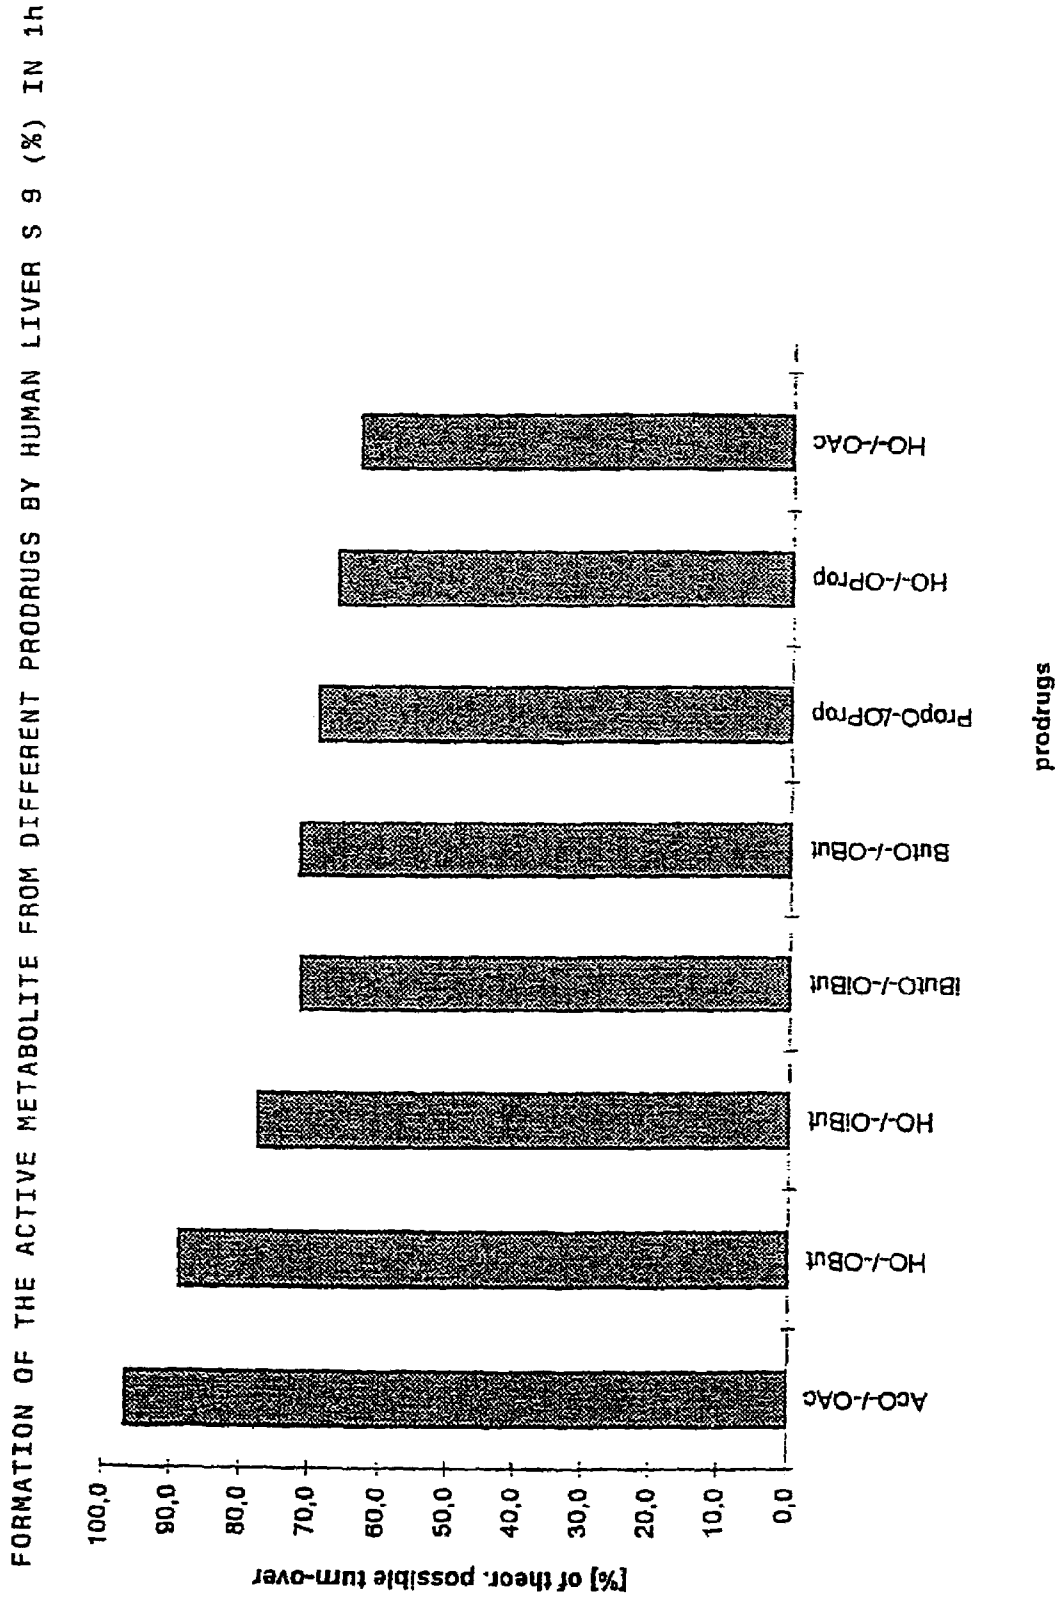 FORMATION OF THE ACTIVE METABOLITE FROM DIFFERENT PRODRUGS BY HUMAN LIVER S 9 (%) IN 1h
[%] of theor. possible turn-over
100,0
90,0
80,0
70,0
60,0
50,0
40,0
30,0
20,0
10,0
0,0
AcO-/-OAc
HO-/-OBut
HO-/-OiBut
iButO-/-OiBut
ButO-/-OBut
PropO-/OProp
HO-/-OProp
HO-/-OAc
prodrugs